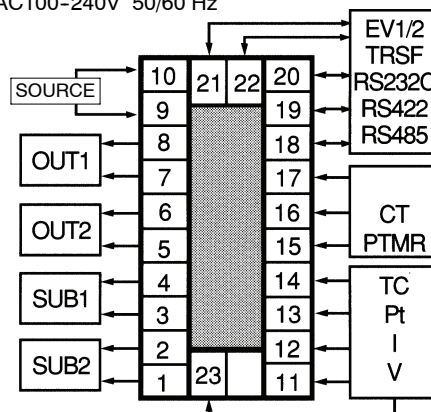 AC100-240V 50/60 Hz
SOURCE
OUT1
OUT2
SUB1
SUB2
10
9
8
7
6
5
4
3
2
1
21 22
23
20
19
18
17
16
15
14
13
12
11
EV1/2
TRSF
RS232C
RS422
RS485
CT
PTMR
TC
Pt
I
V